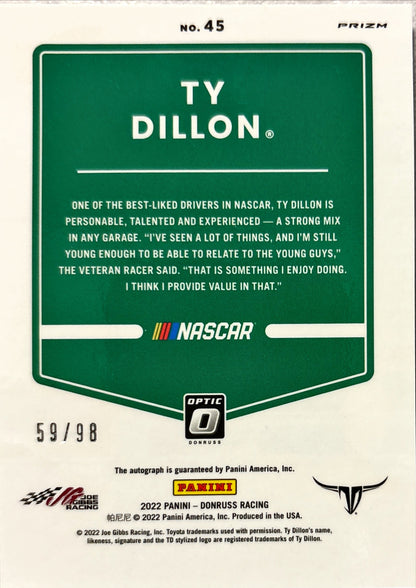 NO. 45
PRIZM
TY
DILLON®
ONE OF THE BEST-LIKED DRIVERS IN NASCAR, TY DILLON IS
PERSONABLE, TALENTED AND EXPERIENCED — A STRONG MIX
IN ANY GARAGE. “I’VE SEEN A LOT OF THINGS, AND I’M STILL
YOUNG ENOUGH TO BE ABLE TO RELATE TO THE YOUNG GUYS,”
THE VETERAN RACER SAID. “THAT IS SOMETHING I ENJOY DOING.
I THINK I PROVIDE VALUE IN THAT.”
NASCAR
OPTIC
DONRUSS
59/98
The autograph is guaranteed by Panini America, Inc.
PANINI
JOE
GIBBS
RACING
2022 PANINI – DONRUSS RACING
帕尼尼 © 2022 Panini America, Inc. Produced in the USA.
© 2022 Joe Gibbs Racing, Inc. Toyota trademarks used with permission. Ty Dillon’s name,
likeness, signature and the TD stylized logo are registered trademarks of Ty Dillon.